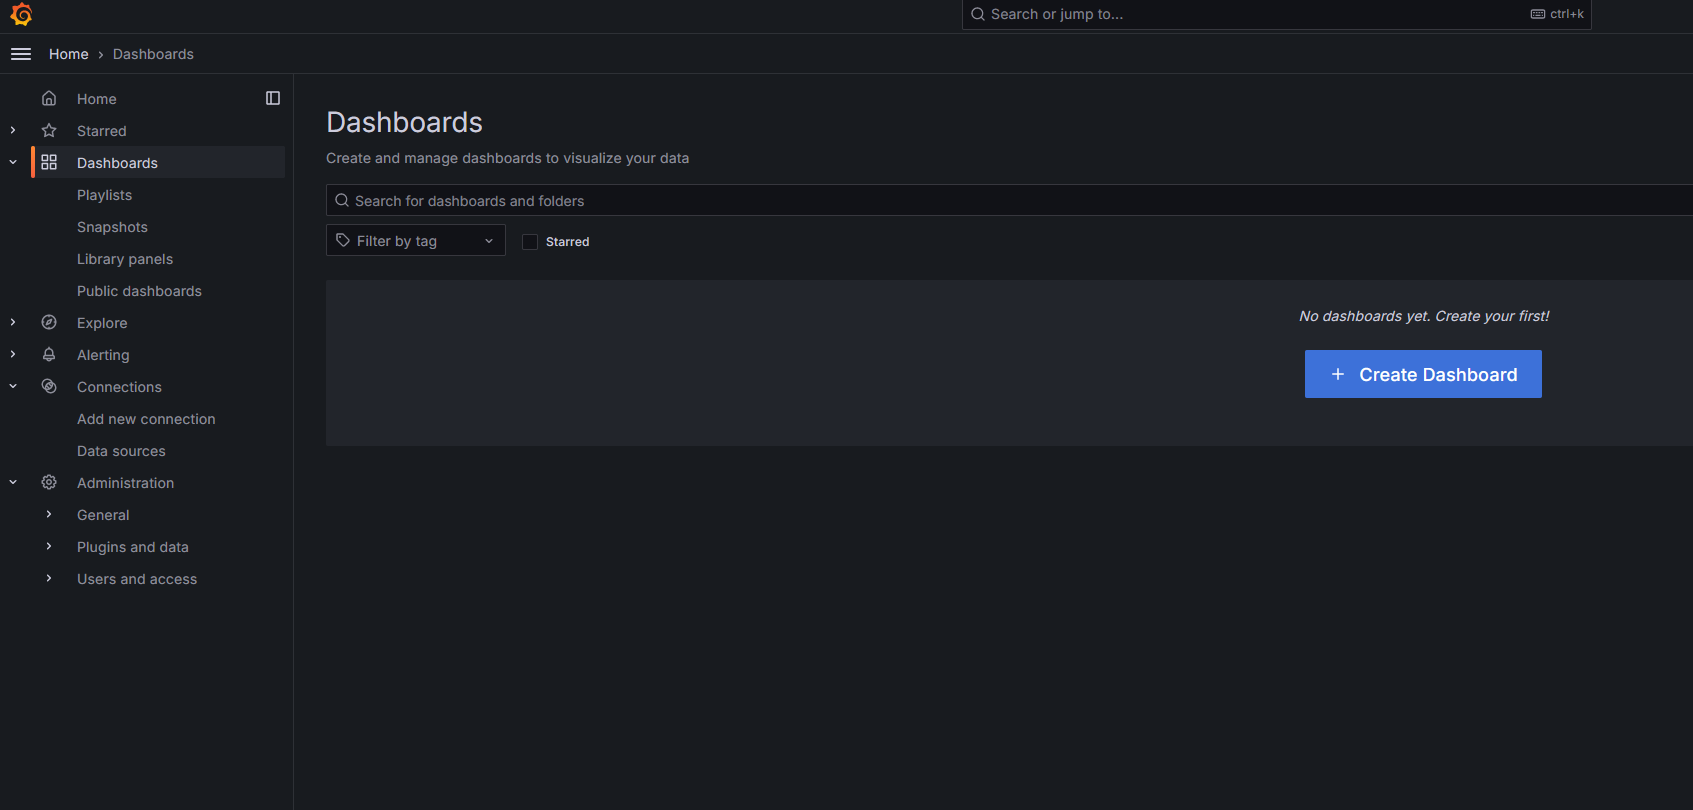 Search or jump to...
ctrl+k
Home › Dashboards
Home
Starred
Dashboards
Playlists
Snapshots
Library panels
Public dashboards
Explore
Alerting
Connections
Add new connection
Data sources
Administration
General
Plugins and data
Users and access
Dashboards
Create and manage dashboards to visualize your data
Search for dashboards and folders
Filter by tag
Starred
No dashboards yet. Create your first!
+ Create Dashboard